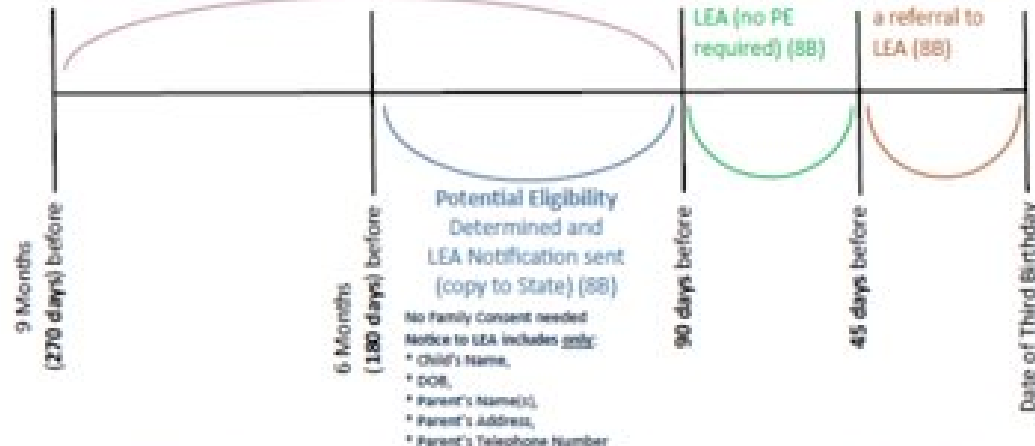 LEA (no PE
required) (8B)
a referral to
LEA (8B)
9 Months
(270 days) before
6 Months
(180 days) before
90 days before
45 days before
Date of Third Birthday
Potential Eligibility
Determined and
LEA Notification sent
(copy to State) (8B)
No Family Consent needed
Notice to LEA includes only:
* Child's Name,
* DOB,
* Parent's Name(s),
* Parent's Address,
* Parent's Telephone Number